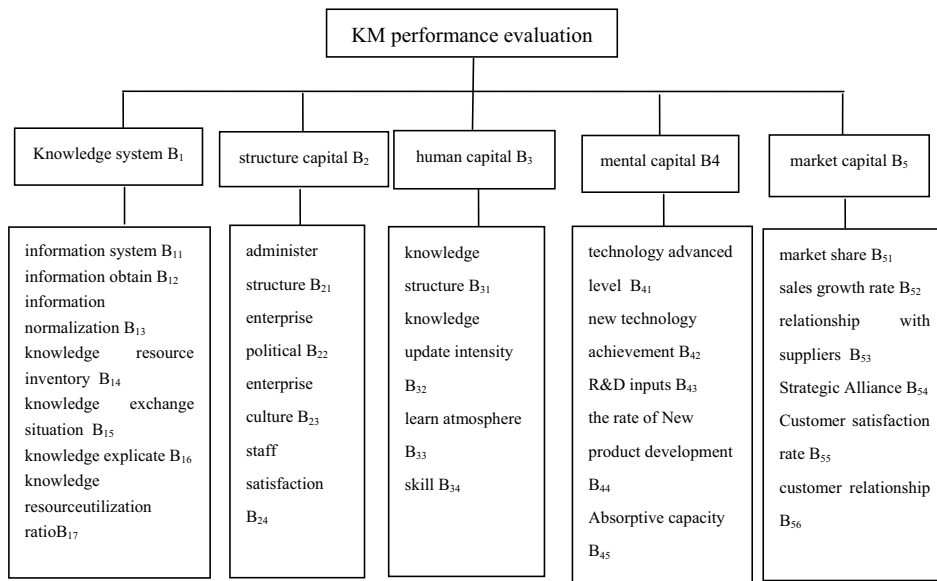 KM performance evaluation
Knowledge system B₁
structure capital B₂
human capital B₃
mental capital B4
market capital B₅
information system B₁₁
information obtain B₁₂
information
normalization B₁₃
knowledge resource
inventory B₁₄
knowledge exchange
situation B₁₅
knowledge explicate B₁₆
knowledge
resourceutilization
ratioB₁₇
administer
structure B₂₁
enterprise
political B₂₂
enterprise
culture B₂₃
staff
satisfaction
B₂₄
knowledge
structure B₃₁
knowledge
update intensity
B₃₂
learn atmosphere
B₃₃
skill B₃₄
technology advanced
level B₄₁
new technology
achievement B₄₂
R&D inputs B₄₃
the rate of New
product development
B₄₄
Absorptive capacity
B₄₅
market share B₅₁
sales growth rate B₅₂
relationship with
suppliers B₅₃
Strategic Alliance B₅₄
Customer satisfaction
rate B₅₅
customer relationship
B₅₆